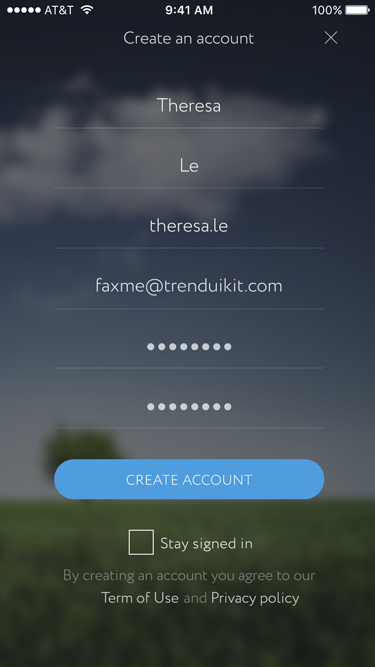 AT&T 9:41 AM 100%
Create an account
Theresa
Le
theresa.le
faxme@trenduikit.com
●●●●●●●●
●●●●●●●●
CREATE ACCOUNT
Stay signed in
By creating an account you agree to our
Term of Use and Privacy policy